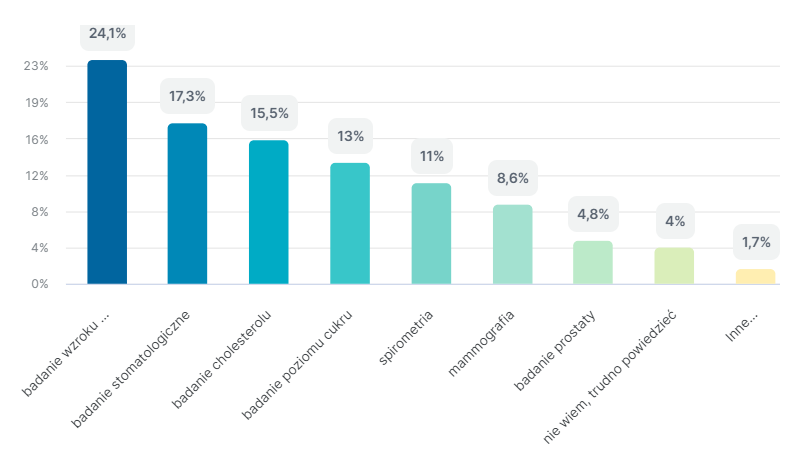 24,1%
17,3%
15,5%
13%
11%
8,6%
4,8%
4%
1,7%
23%
19%
16%
12%
8%
4%
0%
badanie wzroku ...
badanie stomatologiczne
badanie cholesterolu
badanie poziomu cukru
spirometria
mammografia
badanie prostaty
nie wiem, trudno powiedzieć
Inne...